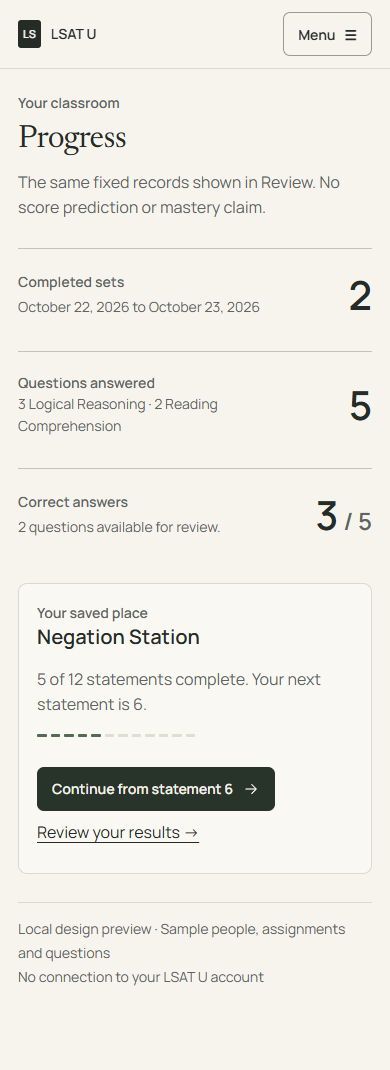 LS LSAT U Menu
Your classroom
Progress
The same fixed records shown in Review. No
score prediction or mastery claim.
Completed sets
October 22, 2026 to October 23, 2026
2
Questions answered
3 Logical Reasoning · 2 Reading
Comprehension
5
Correct answers
2 questions available for review.
3 / 5
Your saved place
Negation Station
5 of 12 statements complete. Your next
statement is 6.
Continue from statement 6 →
Review your results →
Local design preview · Sample people, assignments
and questions
No connection to your LSAT U account